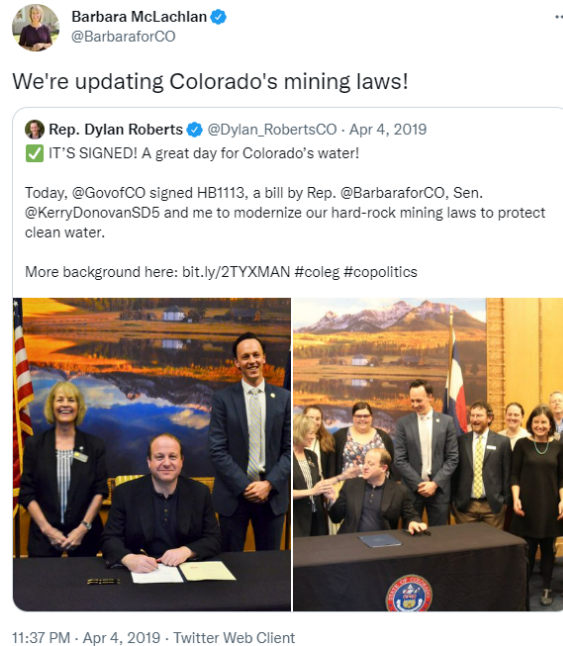 Barbara McLachlan
@BarbaraforCO
We're updating Colorado's mining laws!
Rep. Dylan Roberts @Dylan_RobertsCO · Apr 4, 2019
✅ IT'S SIGNED! A great day for Colorado's water!
Today, @GovofCO signed HB1113, a bill by Rep. @BarbaraforCO, Sen.
@KerryDonovanSD5 and me to modernize our hard-rock mining laws to protect
clean water.
More background here: bit.ly/2TYXMAN #coleg #copolitics
11:37 PM · Apr 4, 2019 · Twitter Web Client